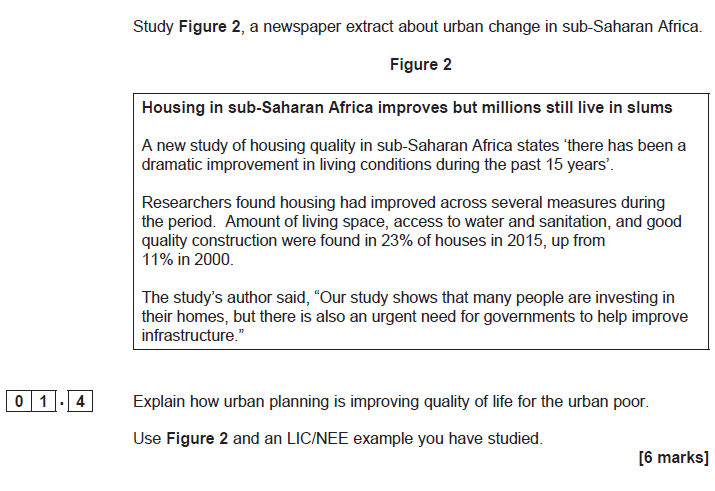 Study Figure 2, a newspaper extract about urban change in sub-Saharan Africa.
Figure 2
Housing in sub-Saharan Africa improves but millions still live in slums
A new study of housing quality in sub-Saharan Africa states ‘there has been a
dramatic improvement in living conditions during the past 15 years’.
Researchers found housing had improved across several measures during
the period.  Amount of living space, access to water and sanitation, and good
quality construction were found in 23% of houses in 2015, up from
11% in 2000.
The study’s author said, “Our study shows that many people are investing in
their homes, but there is also an urgent need for governments to help improve
infrastructure.”
0 1 . 4 Explain how urban planning is improving quality of life for the urban poor.
Use Figure 2 and an LIC/NEE example you have studied.
[6 marks]